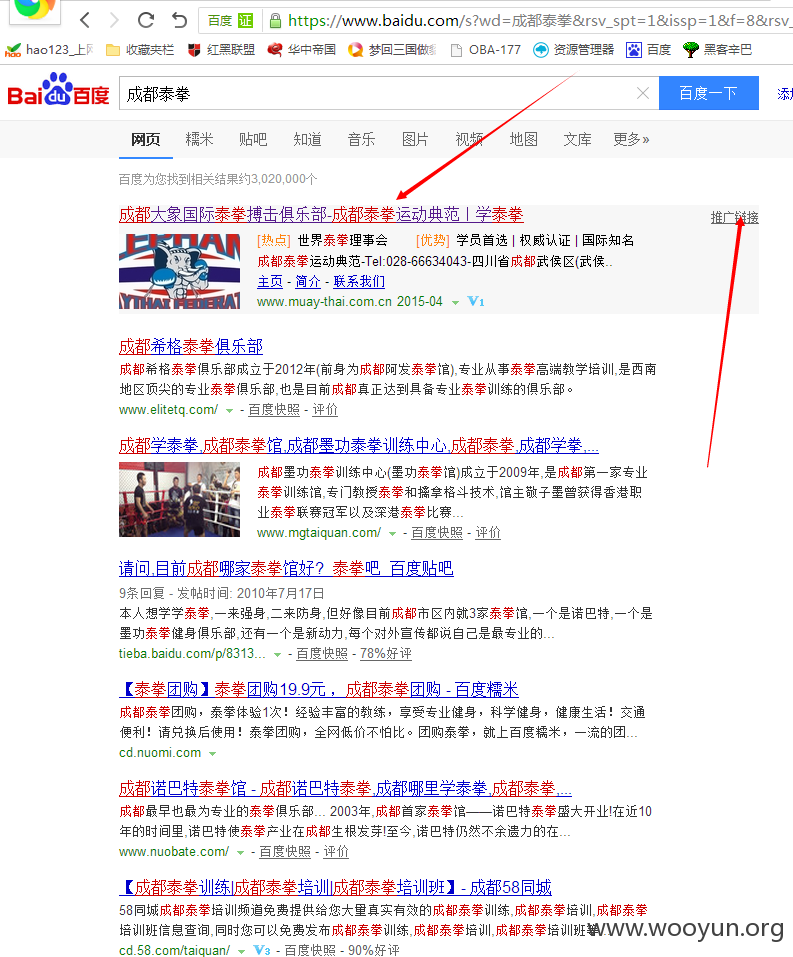 百度 证 https://www.baidu.com/s?wd=成都泰拳&rsv_spt=1&issp=1&f=8&rsv_
hao123_上网 收藏夹栏 红黑联盟 华中帝国 梦回三国做 OBA-177 资源管理器 百度 黑客辛巴
Bai du 百度 成都泰拳 百度一下 添加
网页 糯米 贴吧 知道 音乐 图片 视频 地图 文库 更多»
百度为您找到相关结果约3,020,000个
成都大象国际泰拳搏击俱乐部-成都泰拳运动典范丨学泰拳 推广链接
[热点] 世界泰拳理事会 [优势] 学员首选 | 权威认证 | 国际知名
成都泰拳运动典范-Tel:028-66634043-四川省成都武侯区(武侯..
主页 - 简介 - 联系我们
www.muay-thai.com.cn 2015-04 V1
成都希格泰拳俱乐部
成都希格泰拳俱乐部成立于2012年(前身为成都阿发泰拳馆),专业从事泰拳高端教学培训,是西南
地区顶尖的专业泰拳俱乐部,也是目前成都真正达到具备专业泰拳训练的俱乐部。
www.elitetq.com/ - 百度快照 - 评价
成都学泰拳,成都泰拳馆,成都墨功泰拳训练中心,成都泰拳,成都学拳,...
成都墨功泰拳训练中心(墨功泰拳馆)成立于2009年,是成都第一家专业
泰拳训练馆,专门教授泰拳和擒拿格斗技术,馆主敬子墨曾获得香港职
业泰拳联赛冠军以及深港泰拳比赛...
www.mgtaiquan.com/ - 百度快照 - 评价
请问,目前成都哪家泰拳馆好? 泰拳吧 百度贴吧
9条回复 - 发帖时间: 2010年7月17日
本人想学学泰拳,一来强身,二来防身,但好像目前成都市区内就3家泰拳馆,一个是诺巴特,一个是
墨功泰拳健身俱乐部,还有一个是新动力,每个对外宣传都说自己是最专业的...
tieba.baidu.com/p/8313... - 百度快照 - 78%好评
【泰拳团购】泰拳团购19.9元 , 成都泰拳团购 - 百度糯米
成都泰拳团购，泰拳体验1次！经验丰富的教练，享受专业健身，科学健身，健康生活！交通
便利！请兑换后使用！泰拳团购，全网低价不怕比。团购泰拳，就上百度糯米，一流的团...
cd.nuomi.com
成都诺巴特泰拳馆 - 成都诺巴特泰拳,成都哪里学泰拳,成都泰拳,...
成都最早也最为专业的泰拳俱乐部... 2003年,成都首家泰拳馆——诺巴特泰拳盛大开业!在近10
年的时间里,诺巴特使泰拳产业在成都生根发芽!至今,诺巴特仍然不余遗力的在...
www.nuobate.com/ - 百度快照 - 评价
【成都泰拳训练|成都泰拳培训|成都泰拳培训班】- 成都58同城
58同城成都泰拳培训频道免费提供给您大量真实有效的成都泰拳训练,成都泰拳培训,成都泰拳
培训班信息查询,同时您可以免费发布成都泰拳训练,成都泰拳培训,成都泰拳培训班
www.wooyun.org
cd.58.com/taiquan/ V3 - 百度快照 - 90%好评